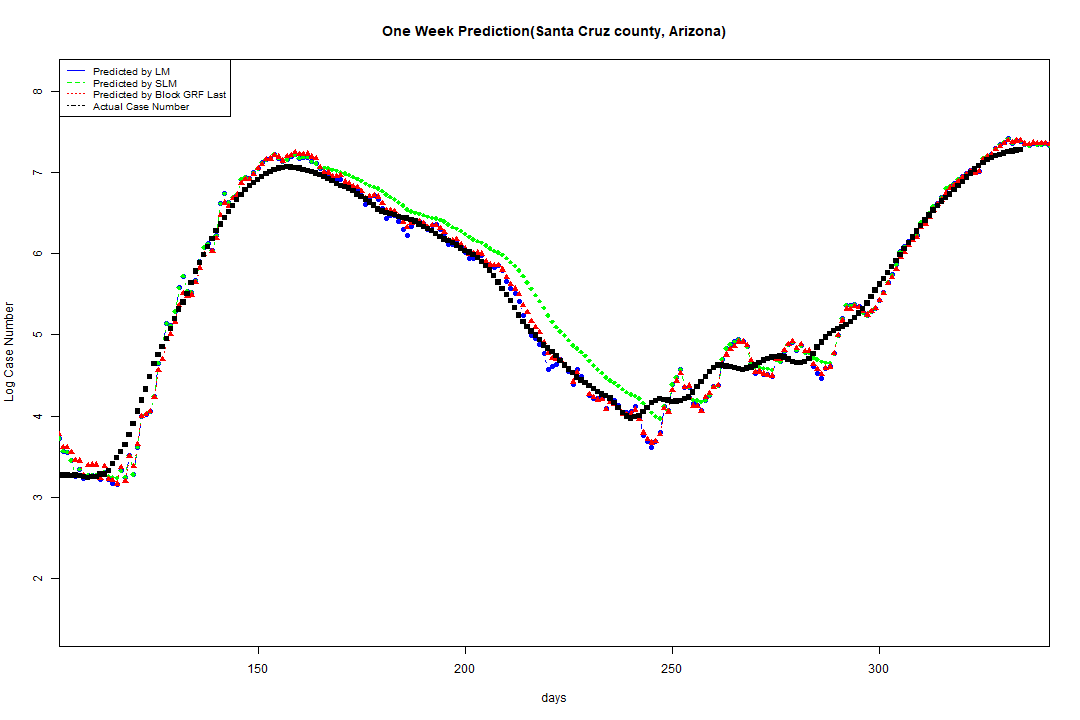 One Week Prediction(Santa Cruz county, Arizona)
Predicted by LM
Predicted by SLM
Predicted by Block GRF Last
Actual Case Number
8
7
6
5
4
3
2
Log Case Number
150 200 250 300
days